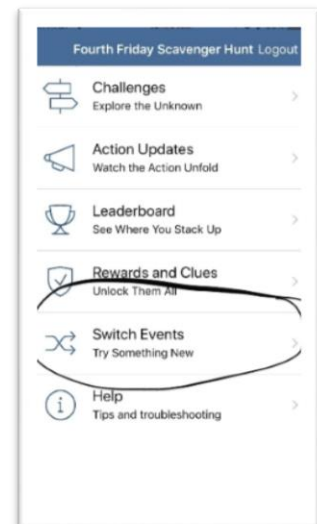 Fourth Friday Scavenger Hunt Logout
Challenges
Explore the Unknown
Action Updates
Watch the Action Unfold
Leaderboard
See Where You Stack Up
Rewards and Clues
Unlock Them All
Switch Events
Try Something New
Help
Tips and troubleshooting